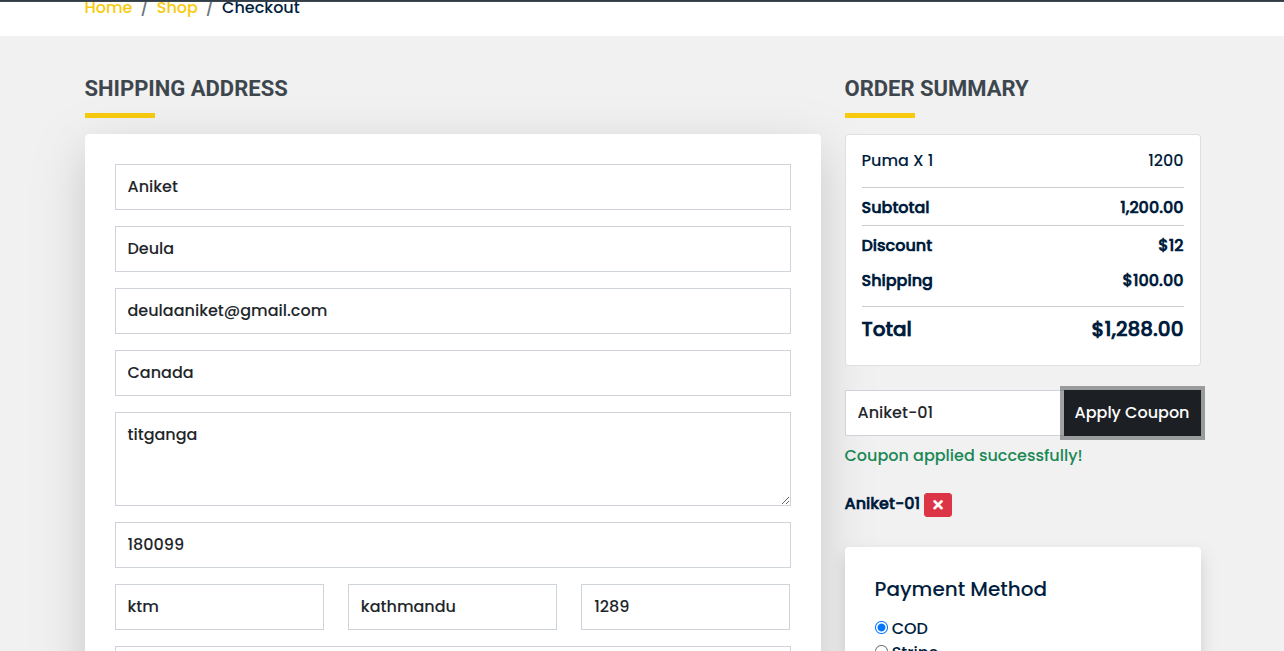 Home / Shop / Checkout
SHIPPING ADDRESS
Aniket
Deula
deulaaniket@gmail.com
Canada
titganga
180099
ktm kathmandu 1289
ORDER SUMMARY
Puma X 1 1200
Subtotal 1,200.00
Discount $12
Shipping $100.00
Total $1,288.00
Aniket-01 Apply Coupon
Coupon applied successfully!
Aniket-01
Payment Method
COD
Stripe